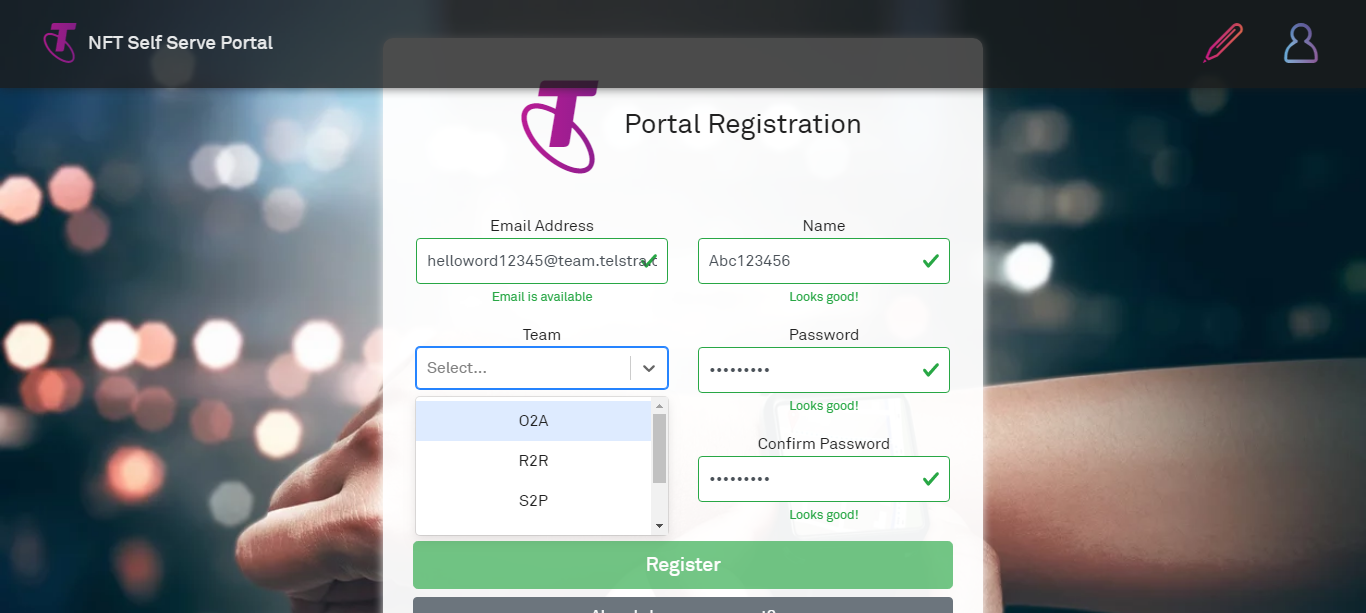 NFT Self Serve Portal
Portal Registration
Email Address
helloword12345@team.telstra.c
Email is available
Name
Abc123456
Looks good!
Team
Select...
O2A
R2R
S2P
Password
•••••••••
Looks good!
Confirm Password
•••••••••
Looks good!
Register